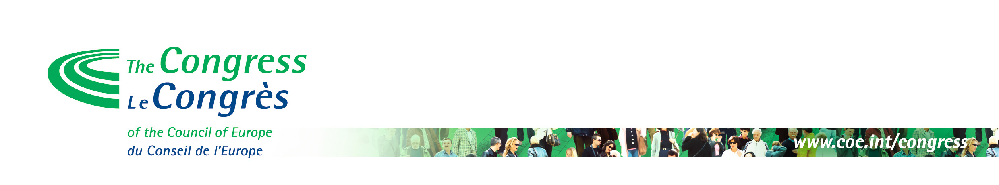 The Congress
Le Congrès
of the Council of Europe
du Conseil de l'Europe
www.coe.int/congress